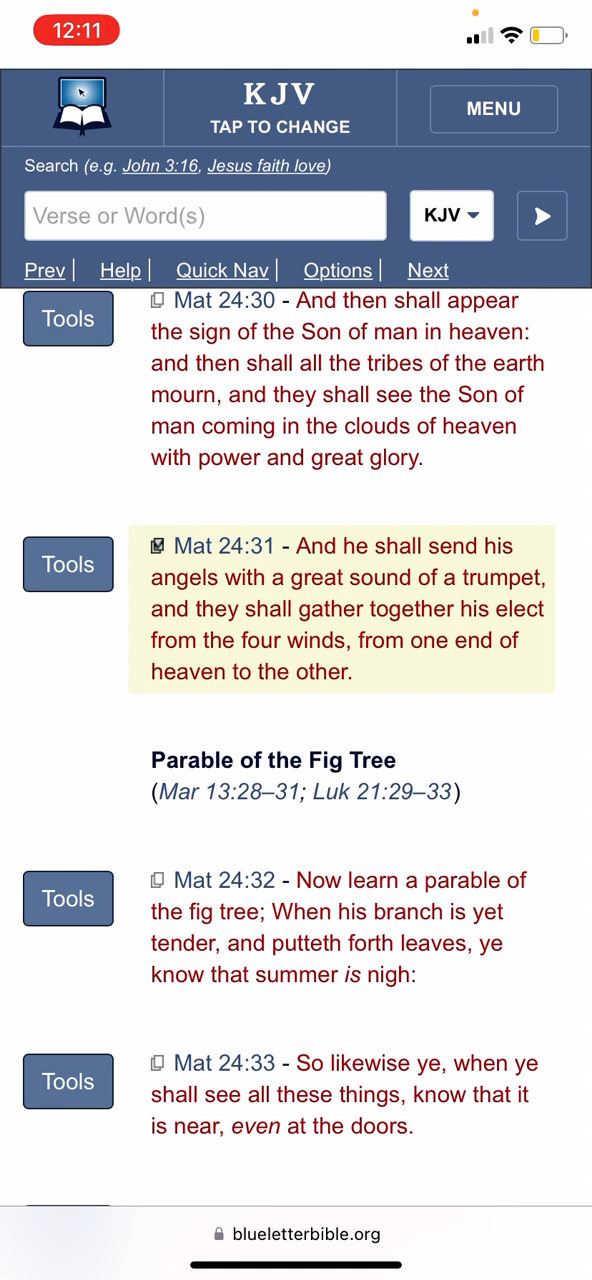 12:11
KJV
TAP TO CHANGE
MENU
Search (e.g. John 3:16, Jesus faith love)
Verse or Word(s)
KJV
Prev | Help | Quick Nav | Options | Next
Tools
Mat 24:30 - And then shall appear
the sign of the Son of man in heaven:
and then shall all the tribes of the earth
mourn, and they shall see the Son of
man coming in the clouds of heaven
with power and great glory.
Tools
Mat 24:31 - And he shall send his
angels with a great sound of a trumpet,
and they shall gather together his elect
from the four winds, from one end of
heaven to the other.
Parable of the Fig Tree
(Mar 13:28–31; Luk 21:29–33)
Tools
Mat 24:32 - Now learn a parable of
the fig tree; When his branch is yet
tender, and putteth forth leaves, ye
know that summer is nigh:
Tools
Mat 24:33 - So likewise ye, when ye
shall see all these things, know that it
is near, even at the doors.
blueletterbible.org